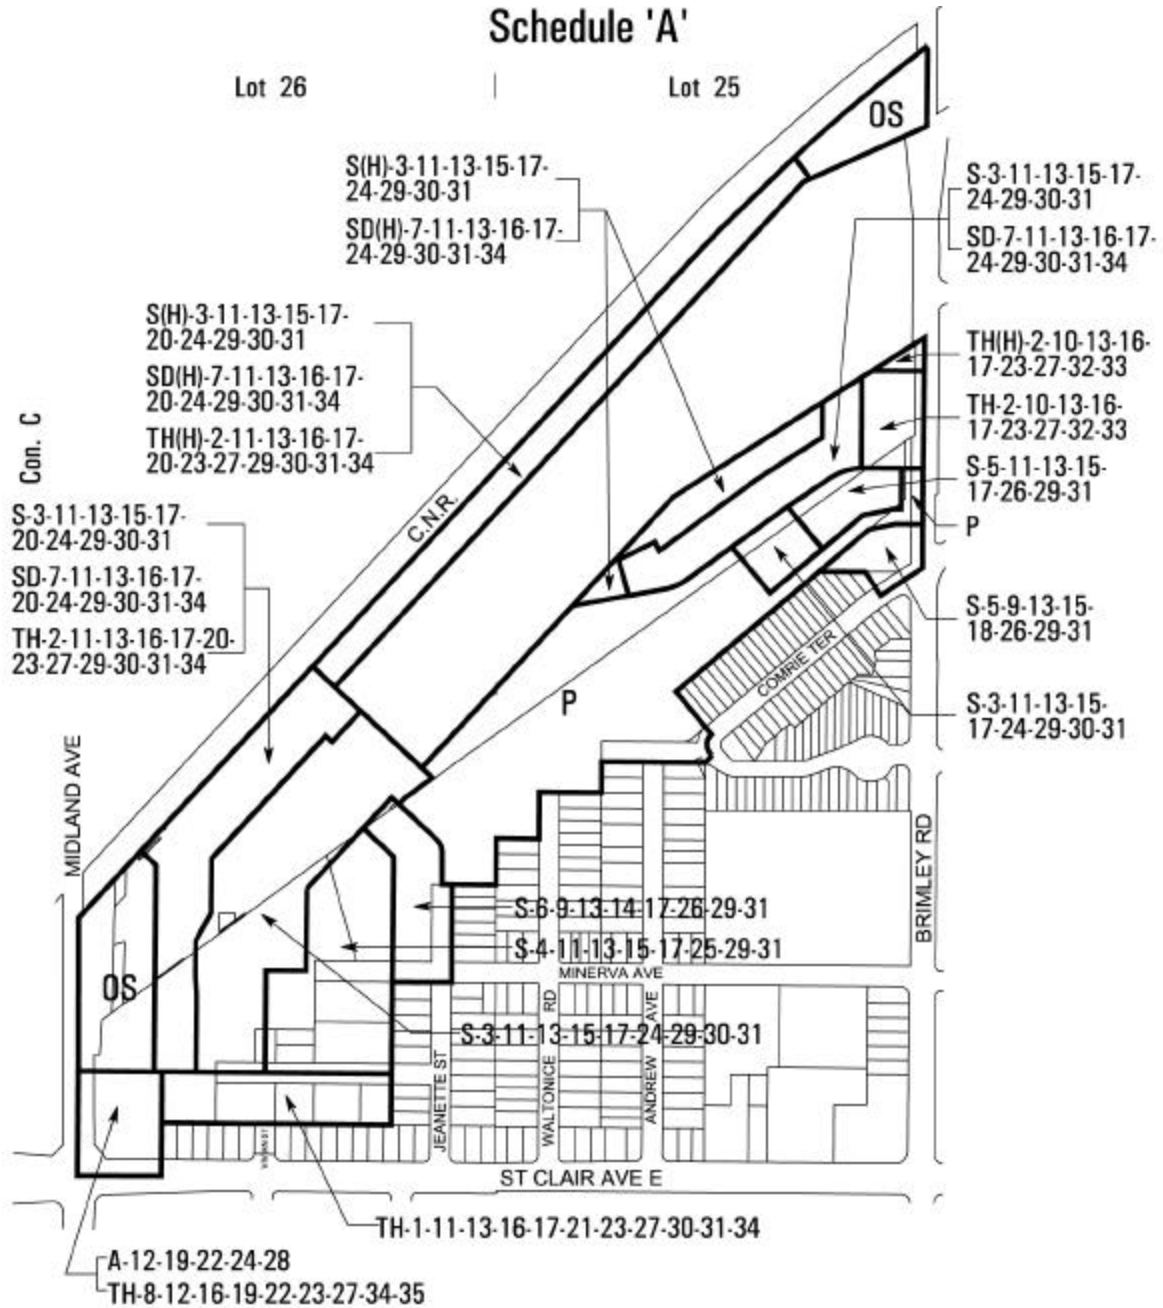 Schedule 'A'
Lot 26
Lot 25
OS
S(H)-3-11-13-15-17-
24-29-30-31
SD(H)-7-11-13-16-17-
24-29-30-31-34
S-3-11-13-15-17-
24-29-30-31
SD-7-11-13-16-17-
24-29-30-31-34
S(H)-3-11-13-15-17-
20-24-29-30-31
SD(H)-7-11-13-16-17-
20-24-29-30-31-34
TH(H)-2-11-13-16-17-
20-23-27-29-30-31-34
TH(H)-2-10-13-16-
17-23-27-32-33
TH-2-10-13-16-
17-23-27-32-33
S-5-11-13-15-
17-26-29-31
P
Con. C
C.N.R.
S-3-11-13-15-17-
20-24-29-30-31
SD-7-11-13-16-17-
20-24-29-30-31-34
TH-2-11-13-16-17-20-
23-27-29-30-31-34
S-5-9-13-15-
18-26-29-31
COMRIE TER
S-3-11-13-15-
17-24-29-30-31
P
MIDLAND AVE
BRIMLEY RD
S-6-9-13-14-17-26-29-31
S-4-11-13-15-17-25-29-31
MINERVA AVE
OS
S-3-11-13-15-17-24-29-30-31
JEANETTE ST
WALTONICE RD
ANDREW AVE
ST CLAIR AVE E
TH-1-11-13-16-17-21-23-27-30-31-34
A-12-19-22-24-28
TH-8-12-16-19-22-23-27-34-35